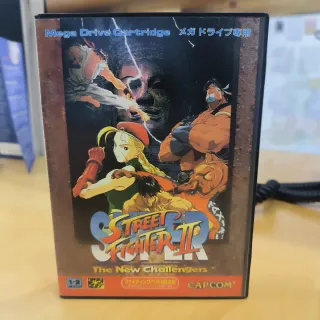 Mega Drive Cartridge メガドライブ専用
SUPER
STREET
FIGHTER II
The New Challengers
CAPCOM